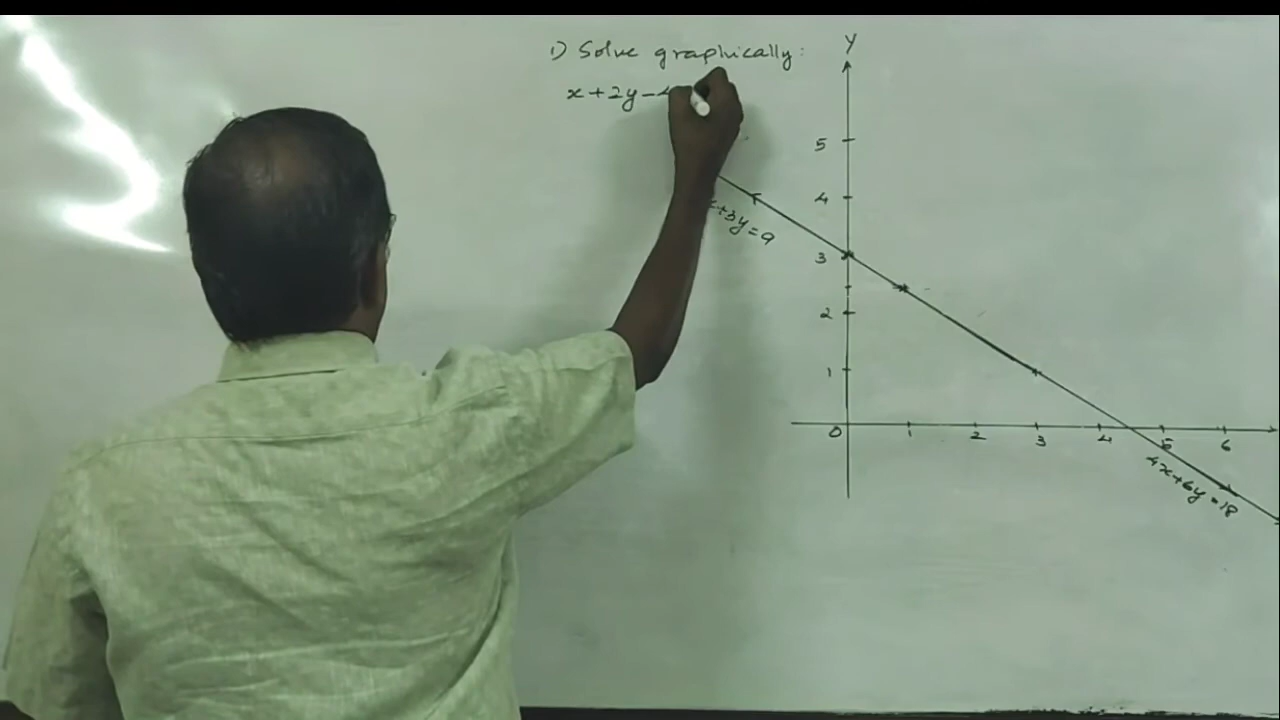 1) Solve graphically:
x+2y-4
Y
5
4
3
2
1
+3y=9
0 1 2 3 4 5 6
4x+6y=18